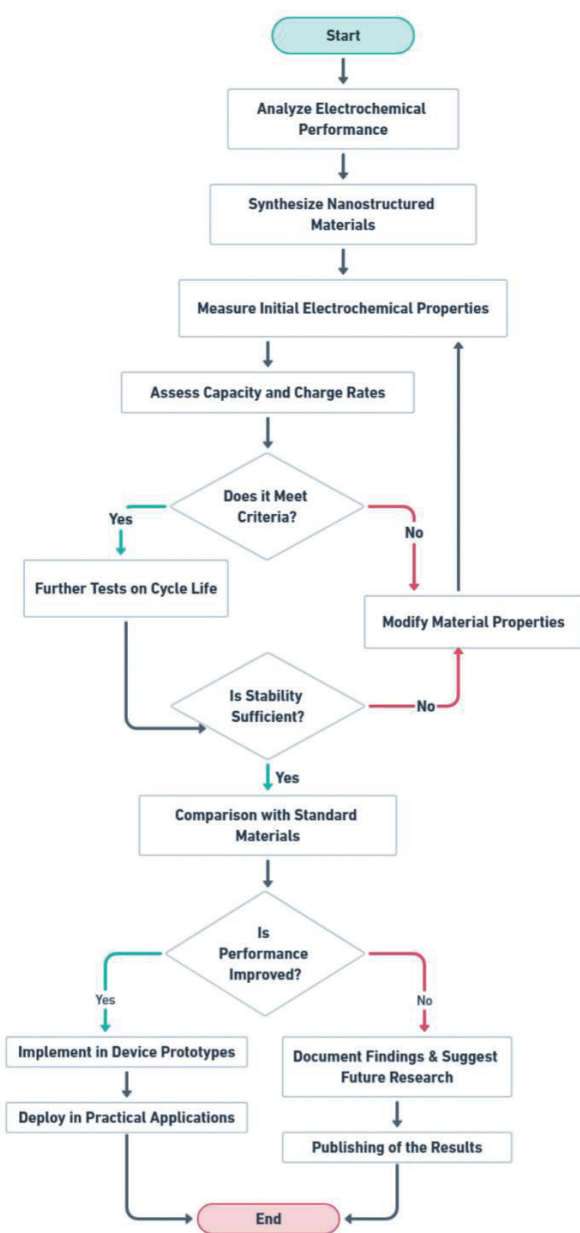 Start
Analyze Electrochemical
Performance
Synthesize Nanostructured
Materials
Measure Initial Electrochemical Properties
Assess Capacity and Charge Rates
Does it Meet
Criteria?
Yes
No
Further Tests on Cycle Life
Modify Material Properties
Is Stability
Sufficient?
No
Yes
Comparison with Standard
Materials
Is
Performance
Improved?
Yes
No
Implement in Device Prototypes
Document Findings & Suggest
Future Research
Deploy in Practical Applications
Publishing of the Results
End